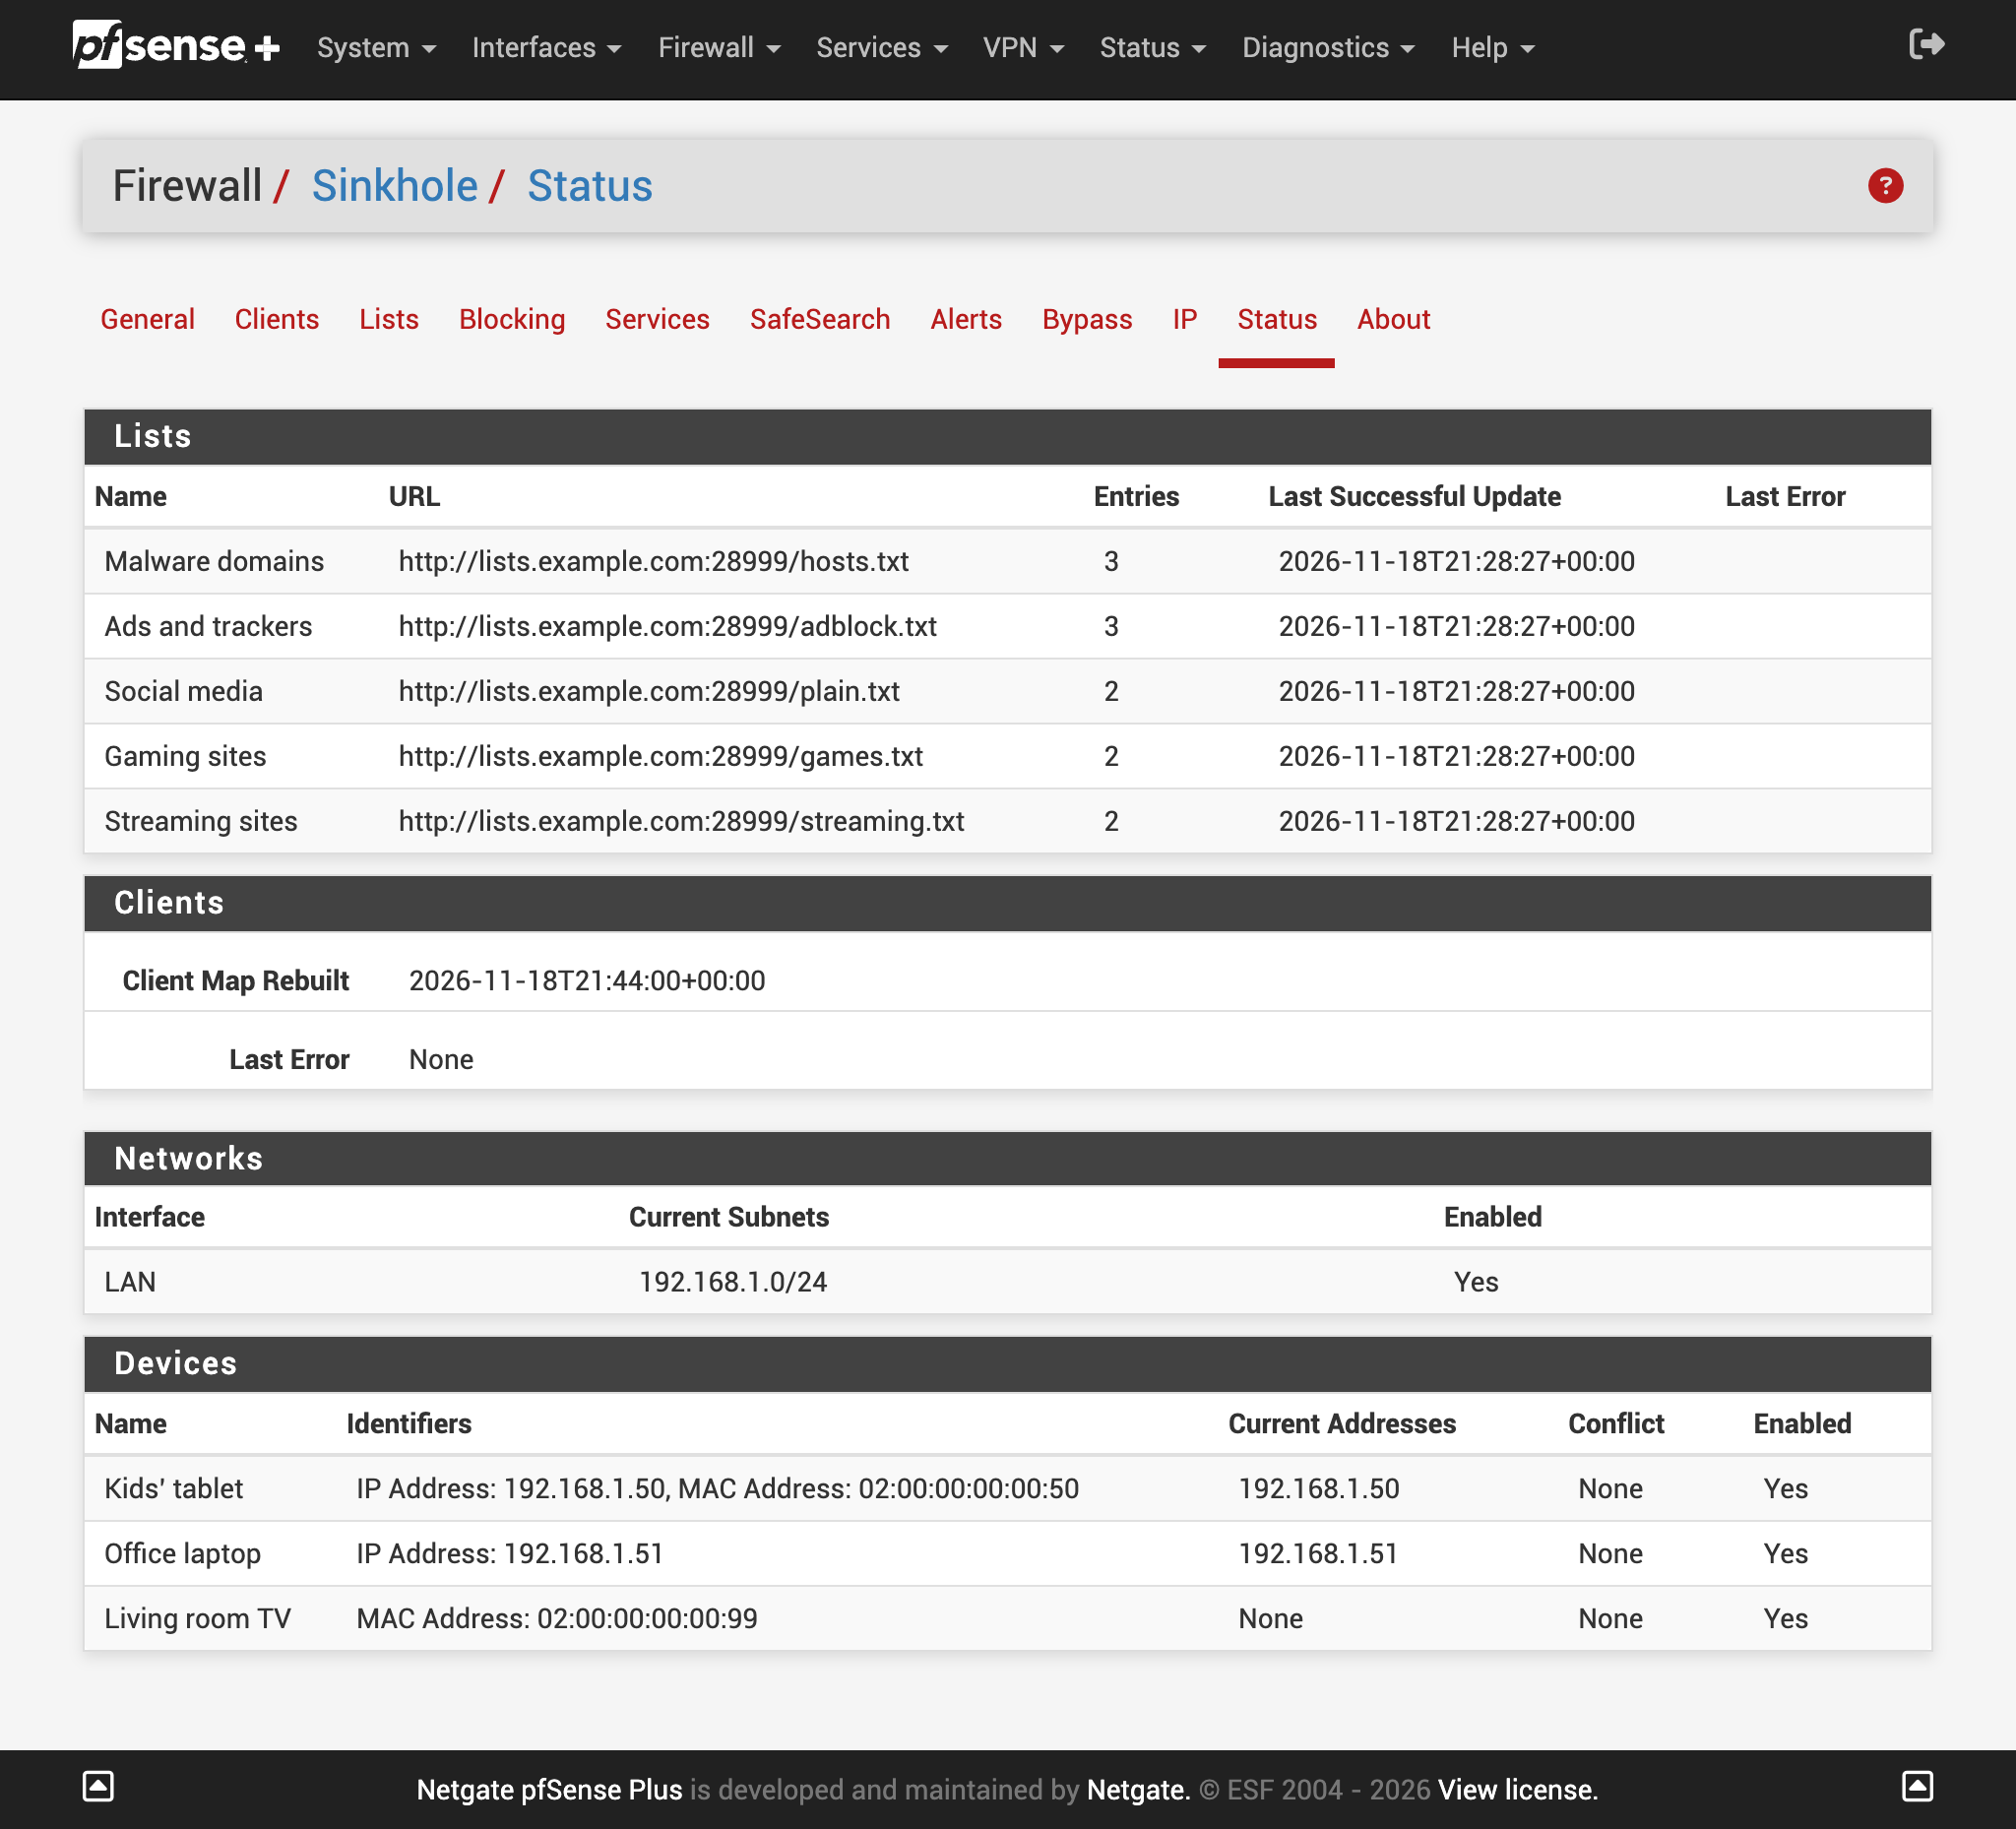 pfsense + System Interfaces Firewall Services VPN Status Diagnostics Help
Firewall / Sinkhole / Status ?
General Clients Lists Blocking Services SafeSearch Alerts Bypass IP Status About
Lists
Name URL Entries Last Successful Update Last Error
Malware domains http://lists.example.com:28999/hosts.txt 3 2026-11-18T21:28:27+00:00
Ads and trackers http://lists.example.com:28999/adblock.txt 3 2026-11-18T21:28:27+00:00
Social media http://lists.example.com:28999/plain.txt 2 2026-11-18T21:28:27+00:00
Gaming sites http://lists.example.com:28999/games.txt 2 2026-11-18T21:28:27+00:00
Streaming sites http://lists.example.com:28999/streaming.txt 2 2026-11-18T21:28:27+00:00
Clients
Client Map Rebuilt 2026-11-18T21:44:00+00:00
Last Error None
Networks
Interface Current Subnets Enabled
LAN 192.168.1.0/24 Yes
Devices
Name Identifiers Current Addresses Conflict Enabled
Kids' tablet IP Address: 192.168.1.50, MAC Address: 02:00:00:00:00:50 192.168.1.50 None Yes
Office laptop IP Address: 192.168.1.51 192.168.1.51 None Yes
Living room TV MAC Address: 02:00:00:00:00:99 None None Yes
Netgate pfSense Plus is developed and maintained by Netgate. © ESF 2004 - 2026 View license.